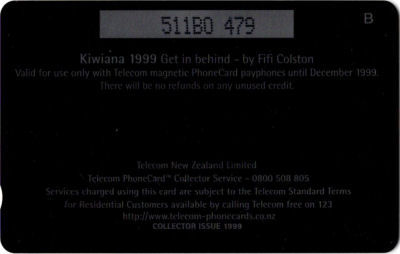 511B0 479
B
Kiwiana 1999 Get in behind - by Fifi Colston
Valid for use only with Telecom magnetic PhoneCard payphones until December 1999.
There will be no refunds on any unused credit.
Telecom New Zealand Limited
Telecom PhoneCard™ Collector Service - 0800 508 805
Services charged using this card are subject to the Telecom Standard Terms
for Residential Customers available by calling Telecom free on 123
http://www.telecom-phonecards.co.nz
COLLECTOR ISSUE 1999